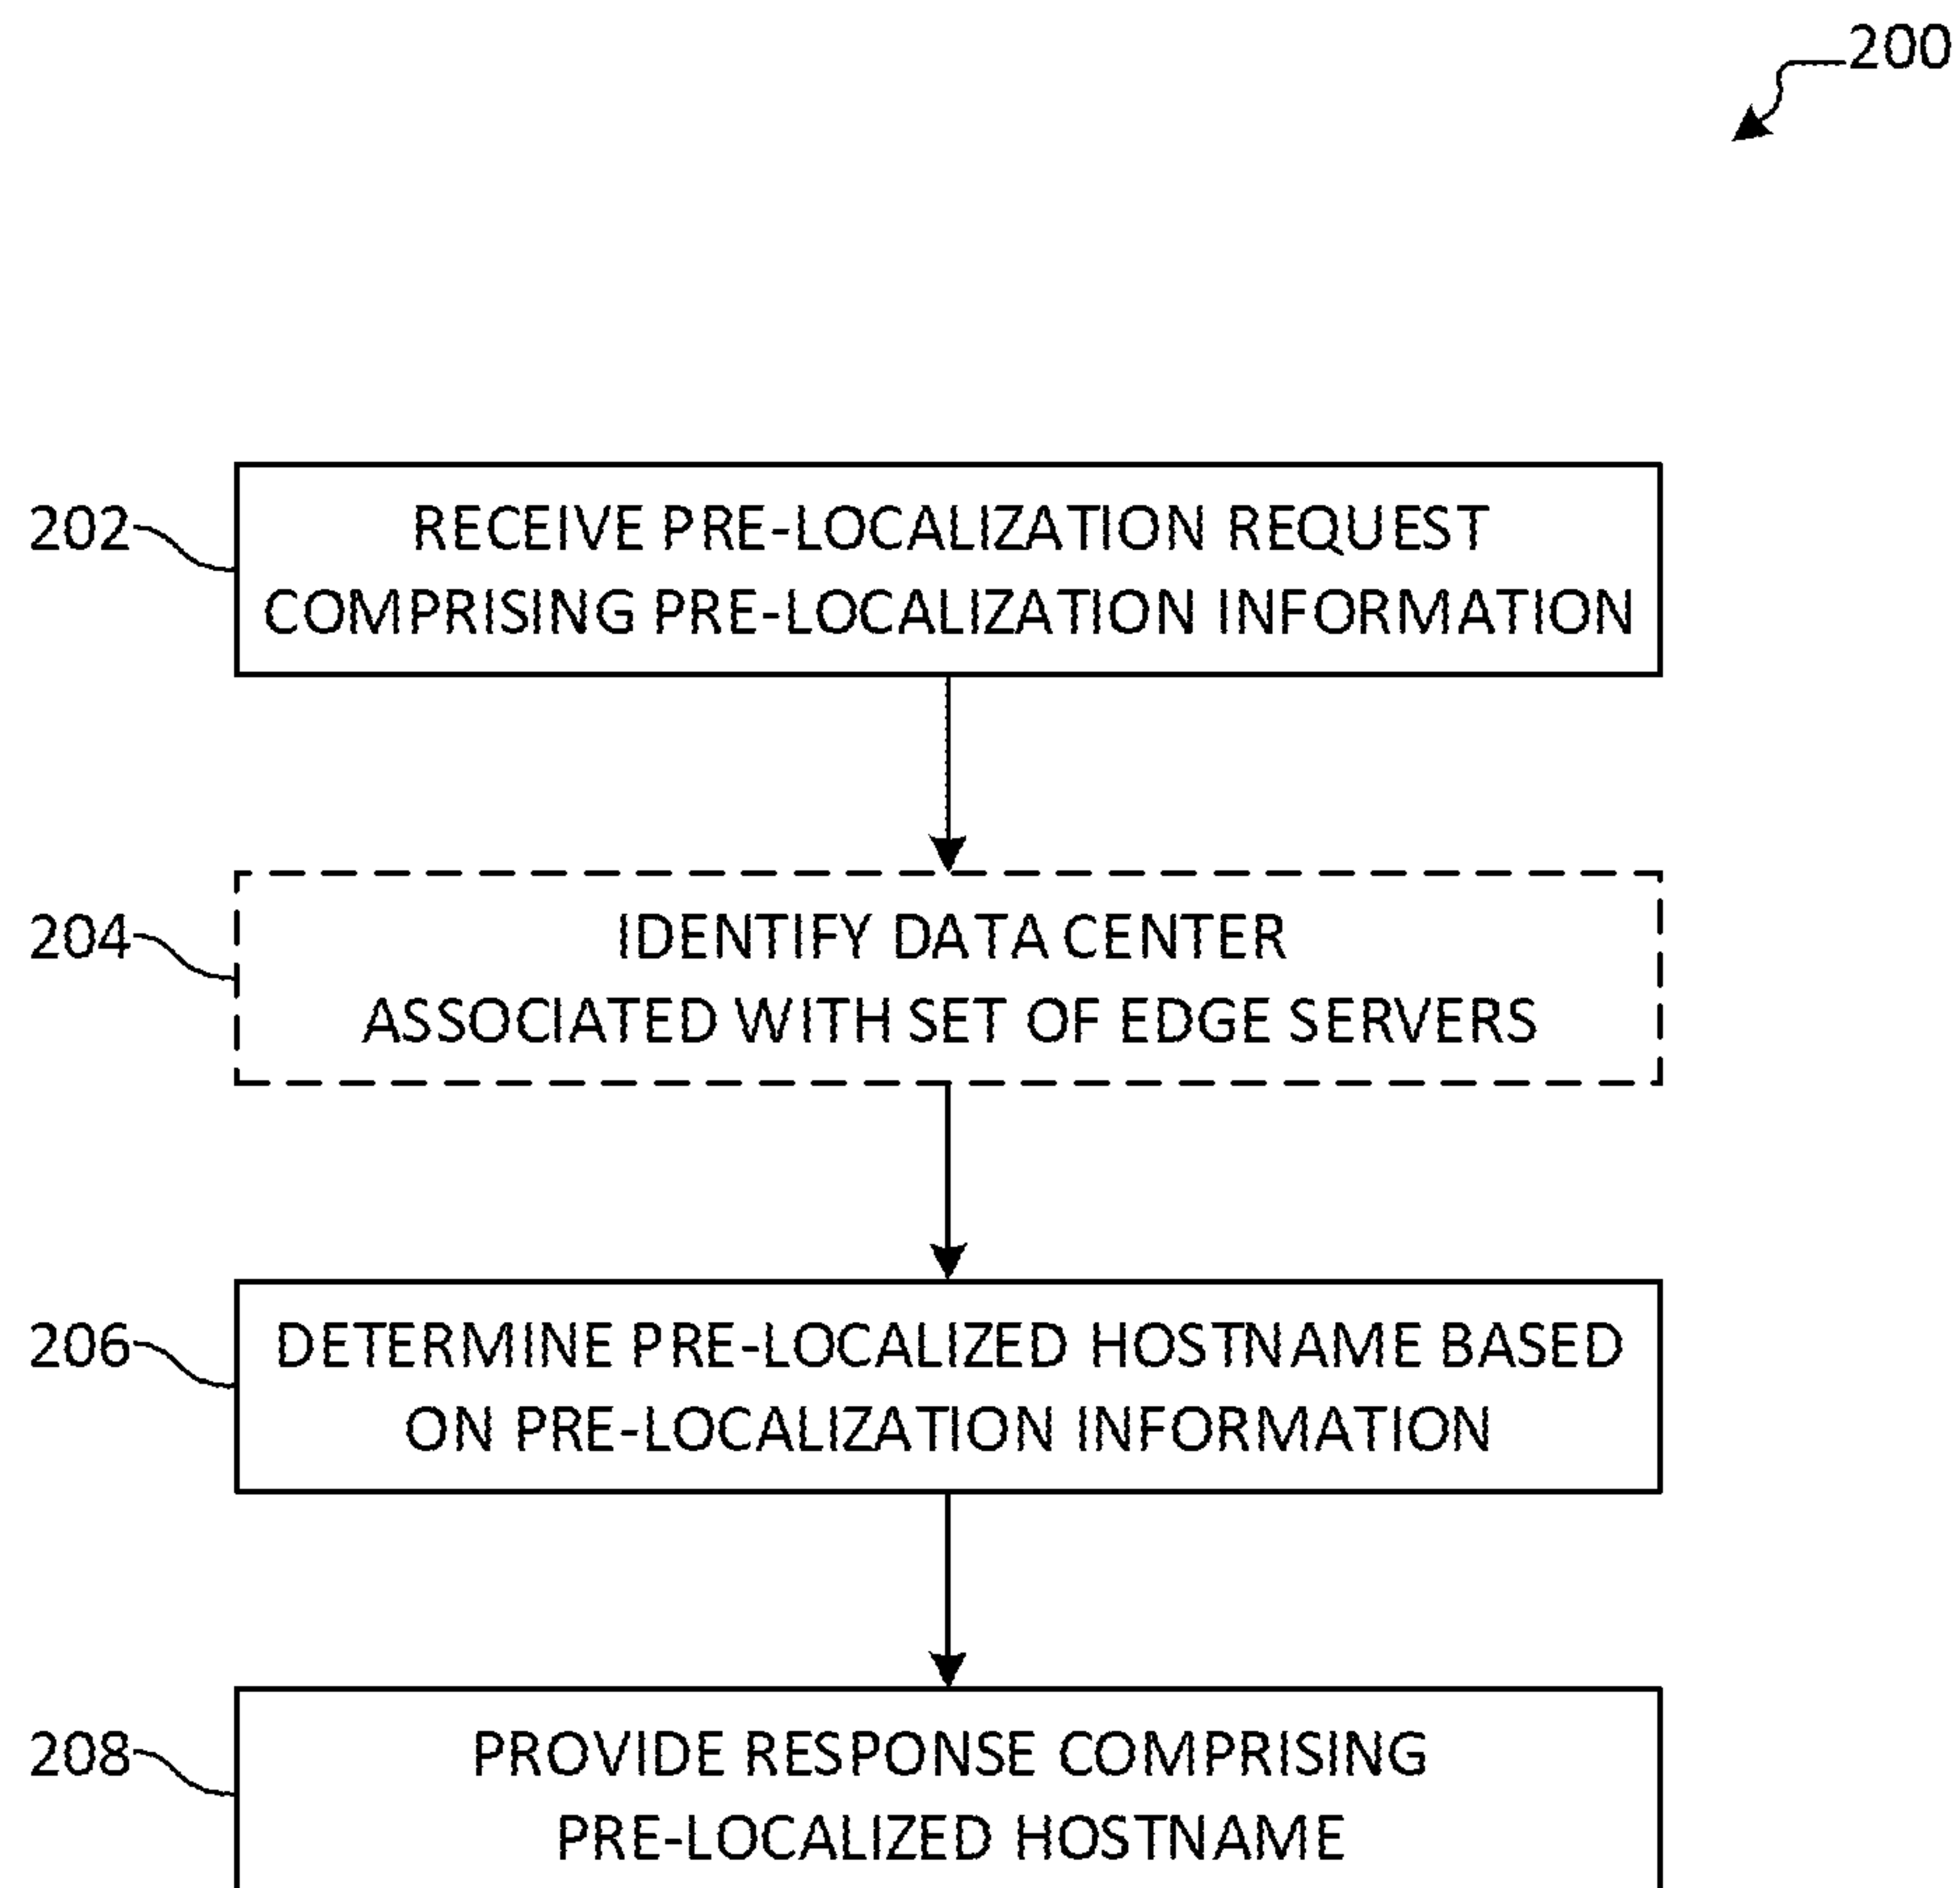 200
202
RECEIVE PRE-LOCALIZATION REQUEST
COMPRISING PRE-LOCALIZATION INFORMATION
204
IDENTIFY DATA CENTER
ASSOCIATED WITH SET OF EDGE SERVERS
206
DETERMINE PRE-LOCALIZED HOSTNAME BASED
ON PRE-LOCALIZATION INFORMATION
208
PROVIDE RESPONSE COMPRISING
PRE-LOCALIZED HOSTNAME